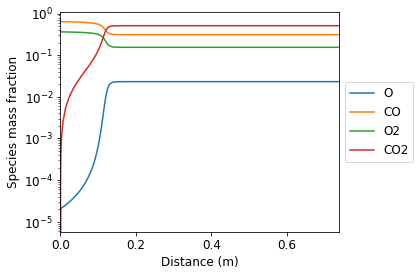 10⁰
10⁻¹
10⁻²
10⁻³
10⁻⁴
10⁻⁵
Species mass fraction
0.0 0.2 0.4 0.6
Distance (m)
O
CO
O2
CO2